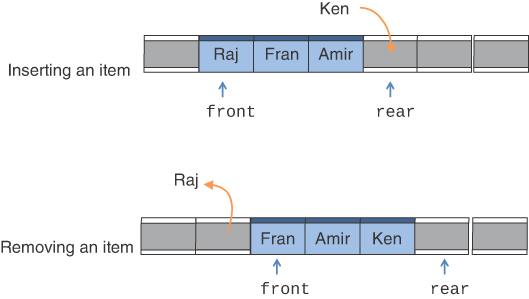 Ken
Raj Fran Amir
Inserting an item
front rear
Raj
Fran Amir Ken
Removing an item
front rear